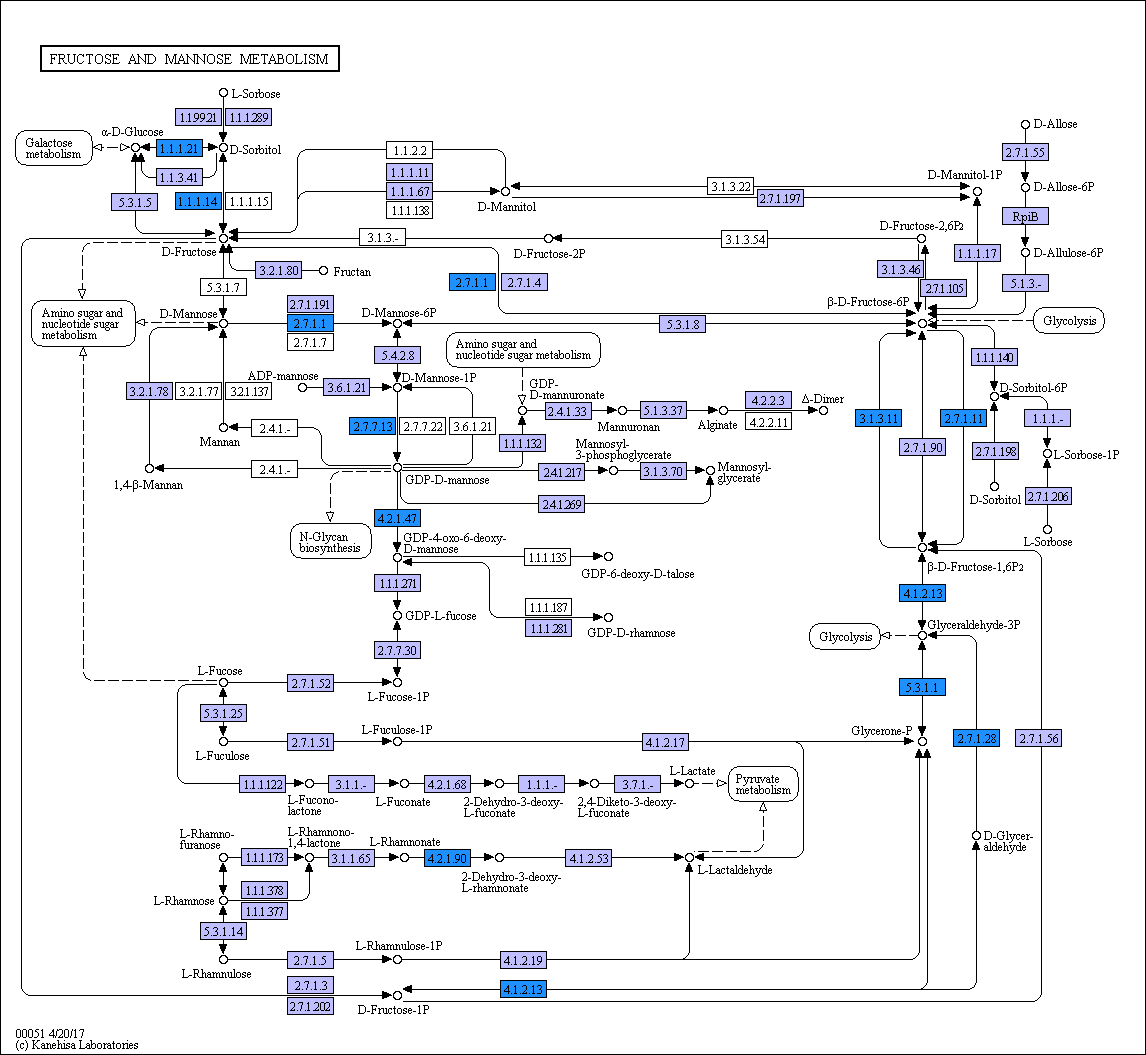 FRUCTOSE AND MANNOSE METABOLISM
L-Sorbose
1.1.99.21
1.1.1.289
Galactose
metabolism
α-D-Glucose
1.1.1.21
D-Sorbitol
1.1.3.41
5.3.1.5
1.1.1.14
1.1.1.15
1.1.2.2
1.1.1.11
1.1.1.67
1.1.1.138
D-Mannitol
3.1.3.22
2.7.1.197
D-Mannitol-1P
D-Allose
2.7.1.55
D-Allose-6P
RpiB
D-Allulose-6P
5.1.3.-
D-Fructose
3.1.3.-
D-Fructose-2P
3.1.3.54
D-Fructose-2,6P2
1.1.1.17
3.1.3.46
2.7.1.105
3.2.1.80
Fructan
5.3.1.7
2.7.1.1
2.7.1.4
β-D-Fructose-6P
Amino sugar and
nucleotide sugar
metabolism
D-Mannose
2.7.1.191
2.7.1.1
2.7.1.7
D-Mannose-6P
5.3.1.8
Glycolysis
5.4.2.8
Amino sugar and
nucleotide sugar metabolism
1.1.1.140
ADP-mannose
3.6.1.21
D-Mannose-1P
GDP-
D-mannuronate
D-Sorbitol-6P
3.2.1.78
3.2.1.77
3.2.1.137
2.4.1.33
Mannuronan
5.1.3.37
Alginate
4.2.2.3
4.2.2.11
Δ-Dimer
3.1.3.11
2.7.1.11
1.1.1.-
Mannan
2.4.1.-
2.7.7.13
2.7.7.22
3.6.1.21
1.1.1.132
Mannosyl-
3-phosphoglycerate
2.7.1.90
2.7.1.198
L-Sorbose-1P
1,4-β-Mannan
2.4.1.-
GDP-D-mannose
2.4.1.217
3.1.3.70
Mannosyl-
glycerate
2.4.1.269
D-Sorbitol
2.7.1.206
L-Sorbose
4.2.1.47
N-Glycan
biosynthesis
GDP-4-oxo-6-deoxy-
D-mannose
1.1.1.135
GDP-6-deoxy-D-talose
β-D-Fructose-1,6P2
1.1.1.271
4.1.2.13
GDP-L-fucose
1.1.1.187
1.1.1.281
GDP-D-rhamnose
Glycolysis
Glyceraldehyde-3P
2.7.7.30
L-Fucose
2.7.1.52
L-Fucose-1P
5.3.1.1
5.3.1.25
L-Fuculose
2.7.1.51
L-Fuculose-1P
4.1.2.17
Glycerone-P
2.7.1.28
2.7.1.56
1.1.1.122
L-Fucono-
lactone
3.1.1.-
L-Fuconate
4.2.1.68
2-Dehydro-3-deoxy-
L-fuconate
1.1.1.-
2,4-Diketo-3-deoxy-
L-fuconate
3.7.1.-
L-Lactate
Pyruvate
metabolism
L-Rhamno-
furanose
1.1.1.173
L-Rhamnono-
1,4-lactone
3.1.1.65
L-Rhamnonate
4.2.1.90
2-Dehydro-3-deoxy-
L-rhamnonate
4.1.2.53
L-Lactaldehyde
D-Glycer-
aldehyde
L-Rhamnose
1.1.1.378
1.1.1.377
5.3.1.14
L-Rhamnulose
2.7.1.5
L-Rhamnulose-1P
4.1.2.19
2.7.1.3
2.7.1.202
D-Fructose-1P
4.1.2.13
00051 4/20/17
(c) Kanehisa Laboratories